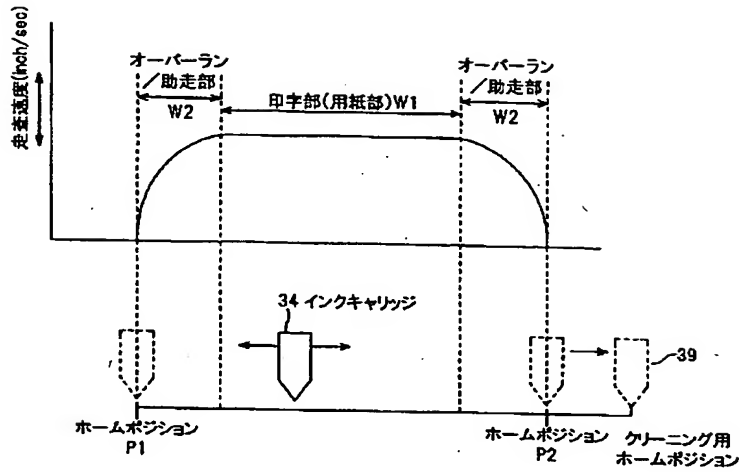 走査速度(inch/sec)
オーバーラン
/助走部
W2
印字部(用紙部)W1
オーバーラン
/助走部
W2
34 インクキャリッジ
39
ホームポジション
P1
ホームポジション
P2
クリーニング用
ホームポジション